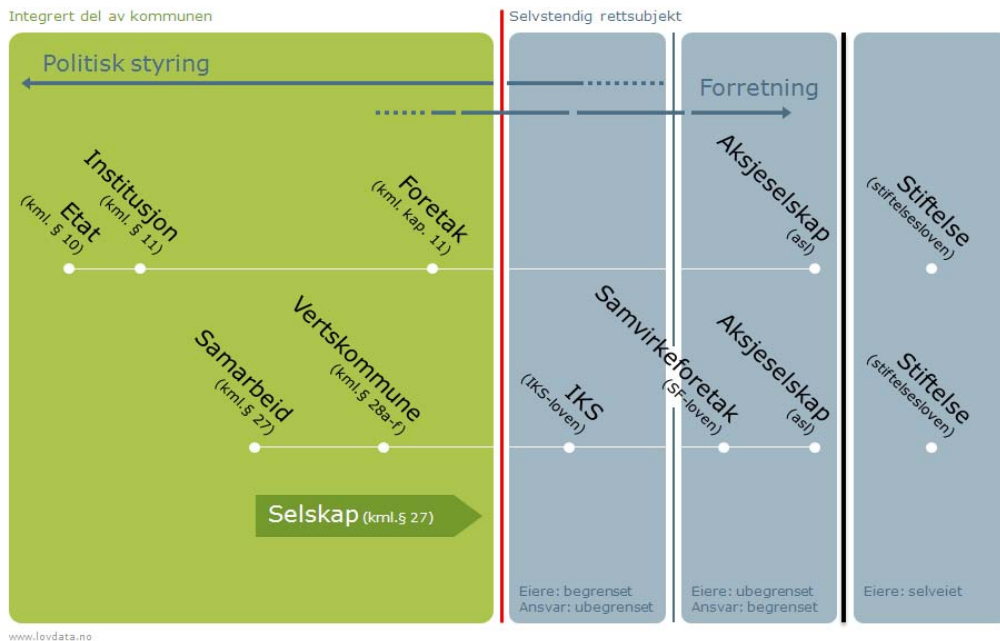 Integrert del av kommunen
Selvstendig rettsubjekt
Politisk styring
Forretning
Etat
(kml. § 10)
Institusjon
(kml. § 11)
Foretak
(kml. kap. 11)
Aksjeselskap
(asl)
Stiftelse
(stiftelsesloven)
Samarbeid
(kml.§ 27)
Vertskommune
(kml.§ 28a-f)
IKS
(IKS-loven)
Samvirkeforetak
(SF-loven)
Aksjeselskap
(asl)
Stiftelse
(stiftelsesloven)
Selskap (kml.§ 27)
Eiere: begrenset
Ansvar: ubegrenset
Eiere: ubegrenset
Ansvar: begrenset
Eiere: selveiet
www.lovdata.no